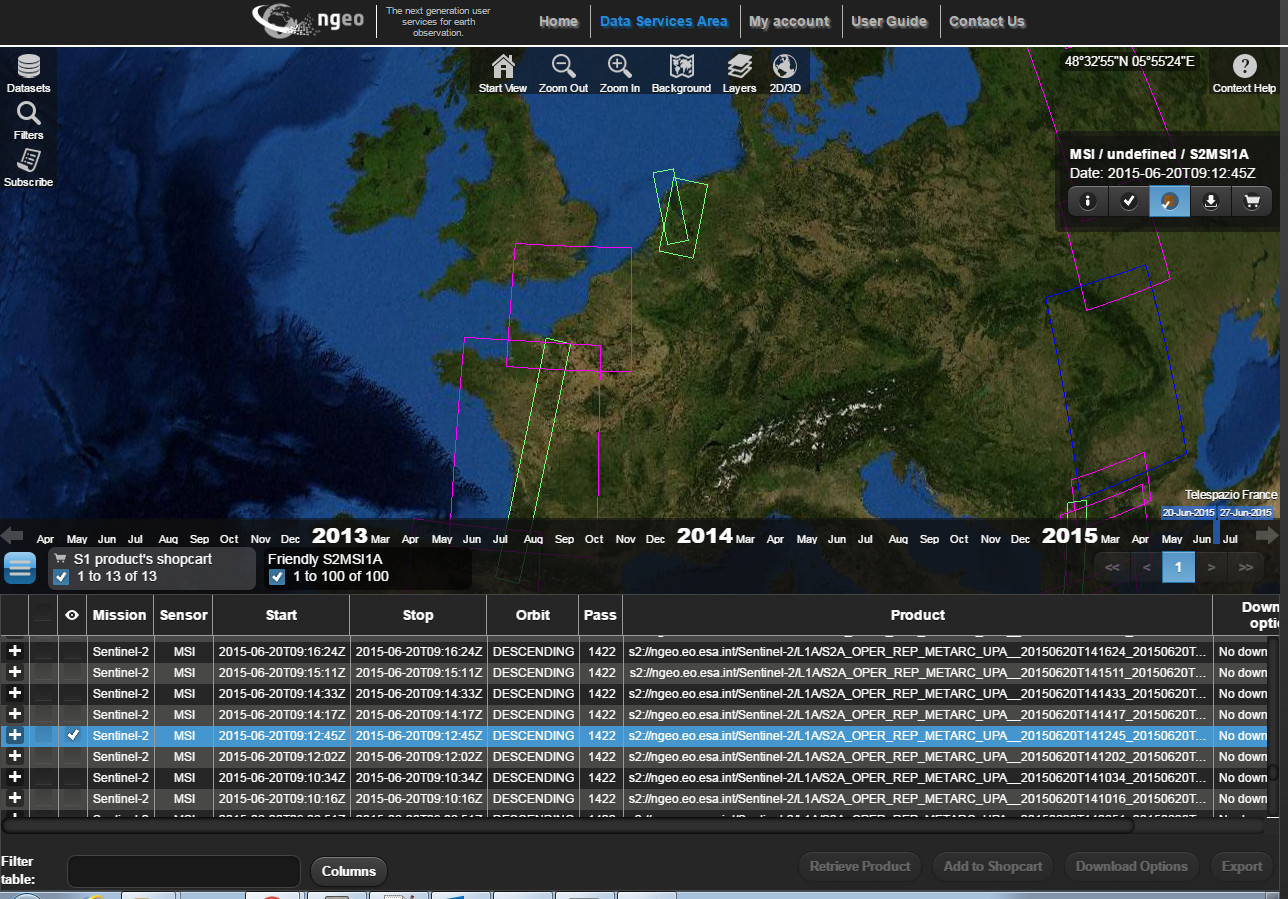 ngeo
The next generation user
services for earth
observation.
Home
Data Services Area
My account
User Guide
Contact Us
Datasets
Filters
Subscribe
Start View
Zoom Out
Zoom In
Background
Layers
2D/3D
48°32'55"N 05°55'24"E
Context Help
MSI / undefined / S2MSI1A
Date: 2015-06-20T09:12:45Z
Telespazio France
20-Jun-2015 27-Jun-2015
Apr May Jun Jul Aug Sep Oct Nov Dec 2013 Mar Apr May Jun Jul Aug Sep Oct Nov Dec 2014 Mar Apr May Jun Jul Aug Sep Oct Nov Dec 2015 Mar Apr May Jun Jul
S1 product's shopcart
1 to 13 of 13
Friendly S2MSI1A
1 to 100 of 100
<< < 1 > >>
Mission Sensor Start Stop Orbit Pass Product Down
optio
Sentinel-2 MSI 2015-06-20T09:16:24Z 2015-06-20T09:16:24Z DESCENDING 1422 s2://ngeo.eo.esa.int/Sentinel-2/L1A/S2A_OPER_REP_METARC_UPA__20150620T141624_20150620T... No down
Sentinel-2 MSI 2015-06-20T09:15:11Z 2015-06-20T09:15:11Z DESCENDING 1422 s2://ngeo.eo.esa.int/Sentinel-2/L1A/S2A_OPER_REP_METARC_UPA__20150620T141511_20150620T... No down
Sentinel-2 MSI 2015-06-20T09:14:33Z 2015-06-20T09:14:33Z DESCENDING 1422 s2://ngeo.eo.esa.int/Sentinel-2/L1A/S2A_OPER_REP_METARC_UPA__20150620T141433_20150620T... No down
Sentinel-2 MSI 2015-06-20T09:14:17Z 2015-06-20T09:14:17Z DESCENDING 1422 s2://ngeo.eo.esa.int/Sentinel-2/L1A/S2A_OPER_REP_METARC_UPA__20150620T141417_20150620T... No down
Sentinel-2 MSI 2015-06-20T09:12:45Z 2015-06-20T09:12:45Z DESCENDING 1422 s2://ngeo.eo.esa.int/Sentinel-2/L1A/S2A_OPER_REP_METARC_UPA__20150620T141245_20150620T... No down
Sentinel-2 MSI 2015-06-20T09:12:02Z 2015-06-20T09:12:02Z DESCENDING 1422 s2://ngeo.eo.esa.int/Sentinel-2/L1A/S2A_OPER_REP_METARC_UPA__20150620T141202_20150620T... No down
Sentinel-2 MSI 2015-06-20T09:10:34Z 2015-06-20T09:10:34Z DESCENDING 1422 s2://ngeo.eo.esa.int/Sentinel-2/L1A/S2A_OPER_REP_METARC_UPA__20150620T141034_20150620T... No down
Sentinel-2 MSI 2015-06-20T09:10:16Z 2015-06-20T09:10:16Z DESCENDING 1422 s2://ngeo.eo.esa.int/Sentinel-2/L1A/S2A_OPER_REP_METARC_UPA__20150620T141016_20150620T... No down
Filter
table:
Columns
Retrieve Product
Add to Shopcart
Download Options
Export